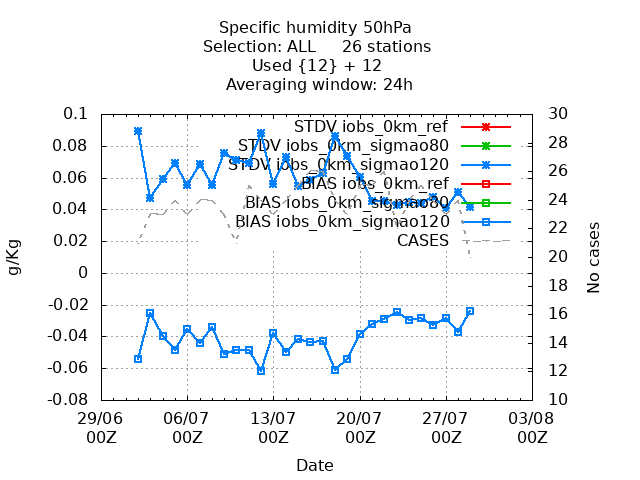 Specific humidity 50hPa
Selection: ALL 26 stations
Used {12} + 12
Averaging window: 24h
0.1
0.08
0.06
0.04
0.02
0
-0.02
-0.04
-0.06
-0.08
g/Kg
30
28
26
24
22
20
18
16
14
12
10
No cases
STDV iobs_0km_ref
STDV iobs_0km_sigmao80
STDV iobs_0km_sigmao120
BIAS iobs_0km_ref
BIAS iobs_0km_sigmao80
BIAS iobs_0km_sigmao120
CASES
29/06 06/07 13/07 20/07 27/07 03/08
00Z 00Z 00Z 00Z 00Z 00Z
Date